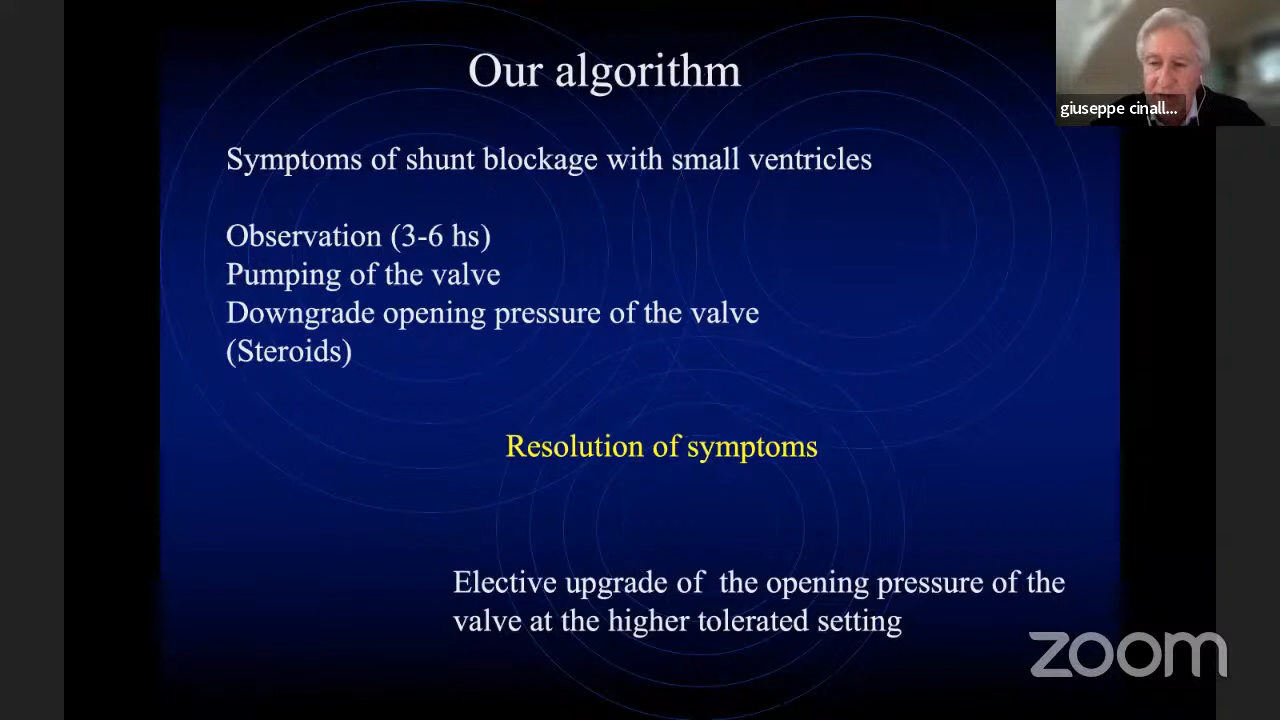 Our algorithm
giuseppe cinall...
Symptoms of shunt blockage with small ventricles
Observation (3-6 hs)
Pumping of the valve
Downgrade opening pressure of the valve
(Steroids)
Resolution of symptoms
Elective upgrade of the opening pressure of the
valve at the higher tolerated setting
zoom